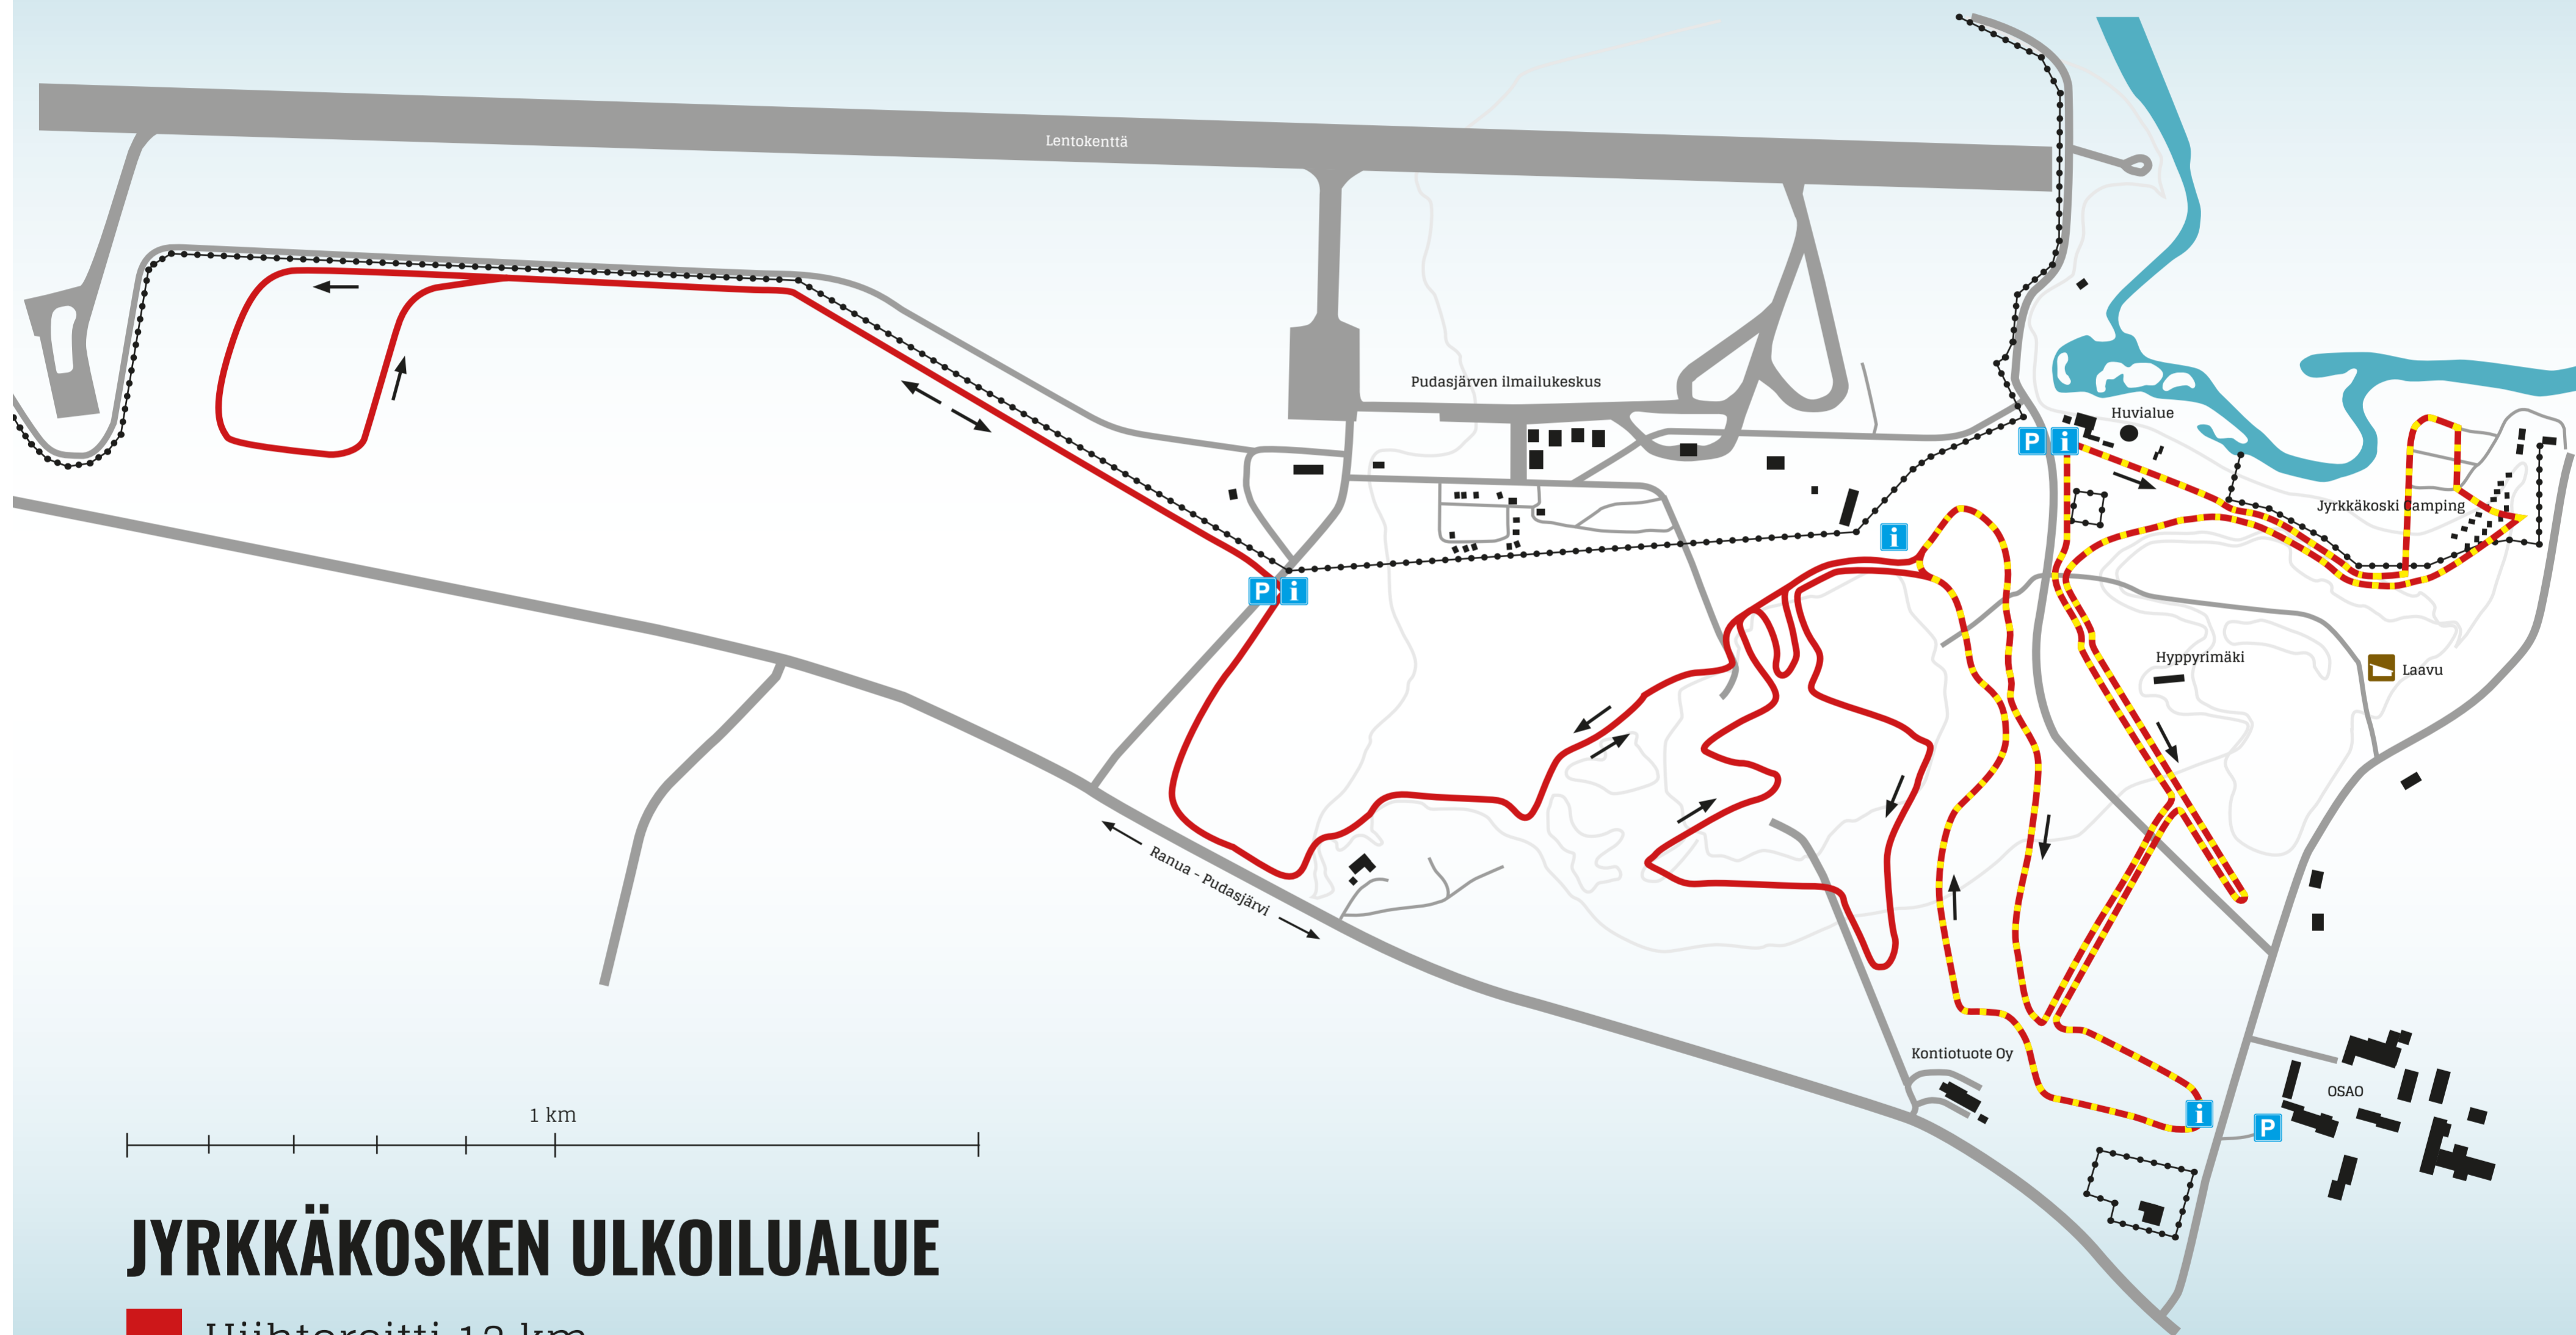 Lentokenttä
Pudasjärven ilmailukeskus
P i
Huvialue
Jyrkkäkoski Camping
i
P i
Hyppyrimäki
Laavu
Ranua - Pudasjärvi
Kontiotuote Oy
OSAO
i
P
1 km
JYRKKÄKOSKEN ULKOILUALUE